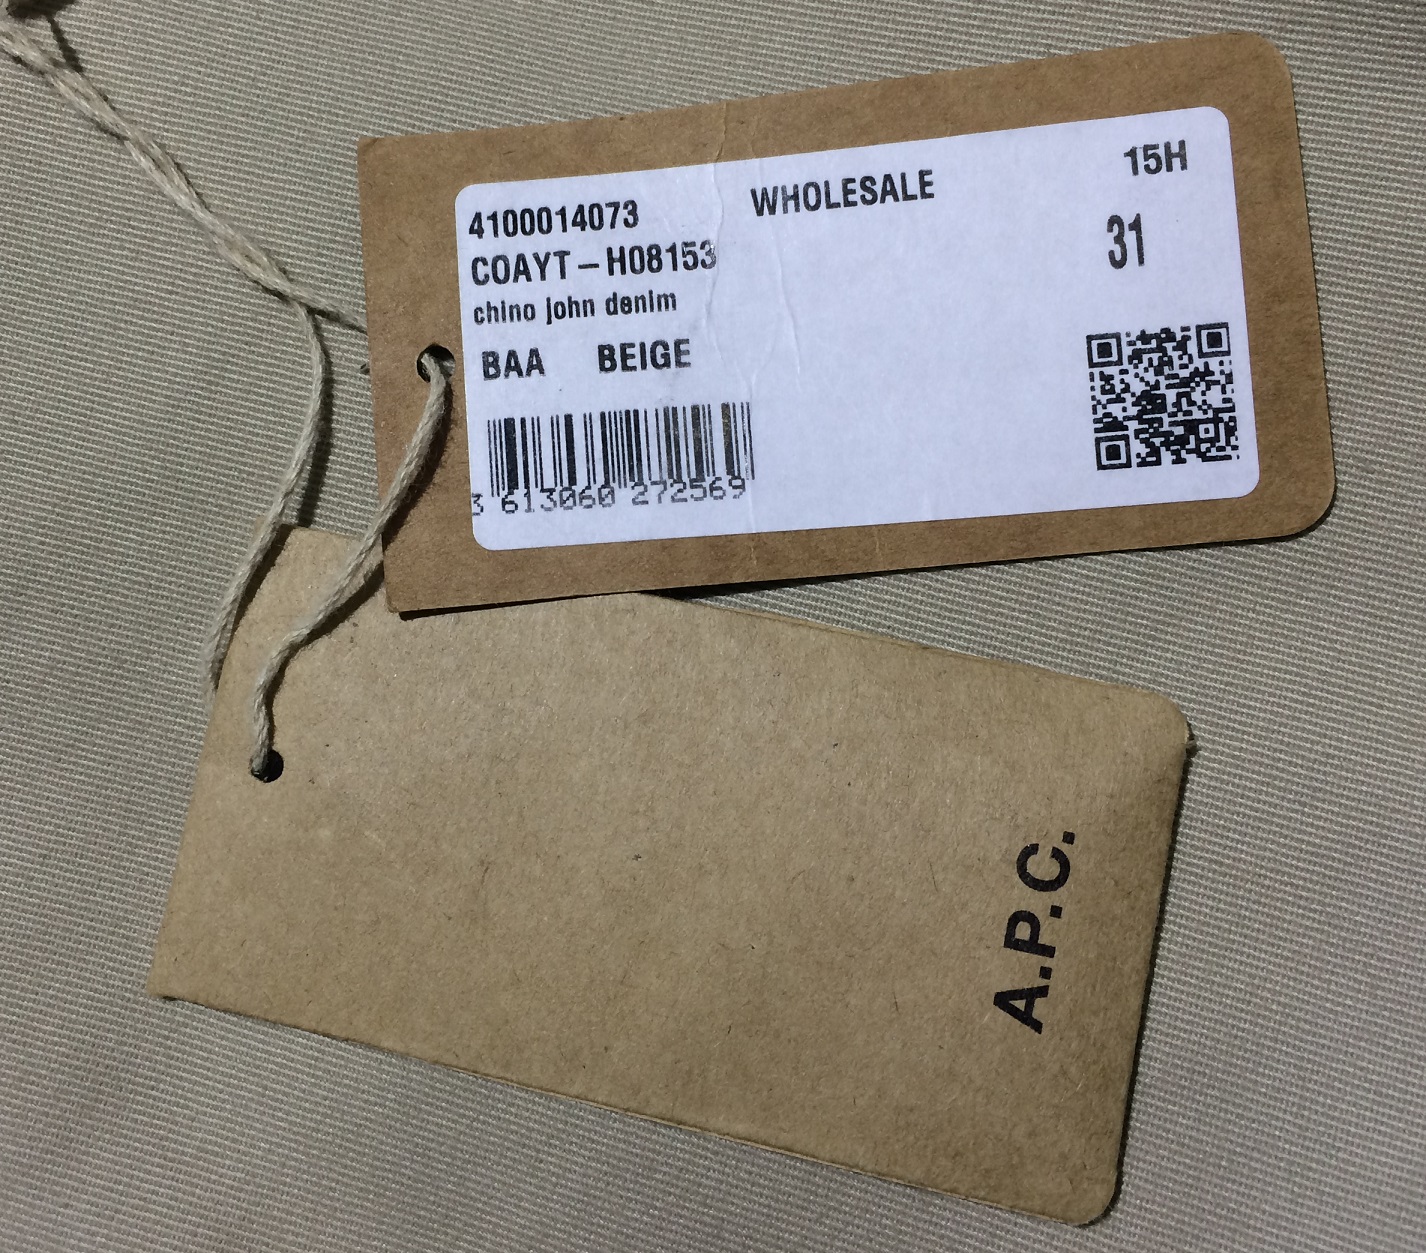 4100014073 WHOLESALE 15H
COAYT-H08153 31
chino john denim
BAA BEIGE
3 613060 272569
A.P.C.